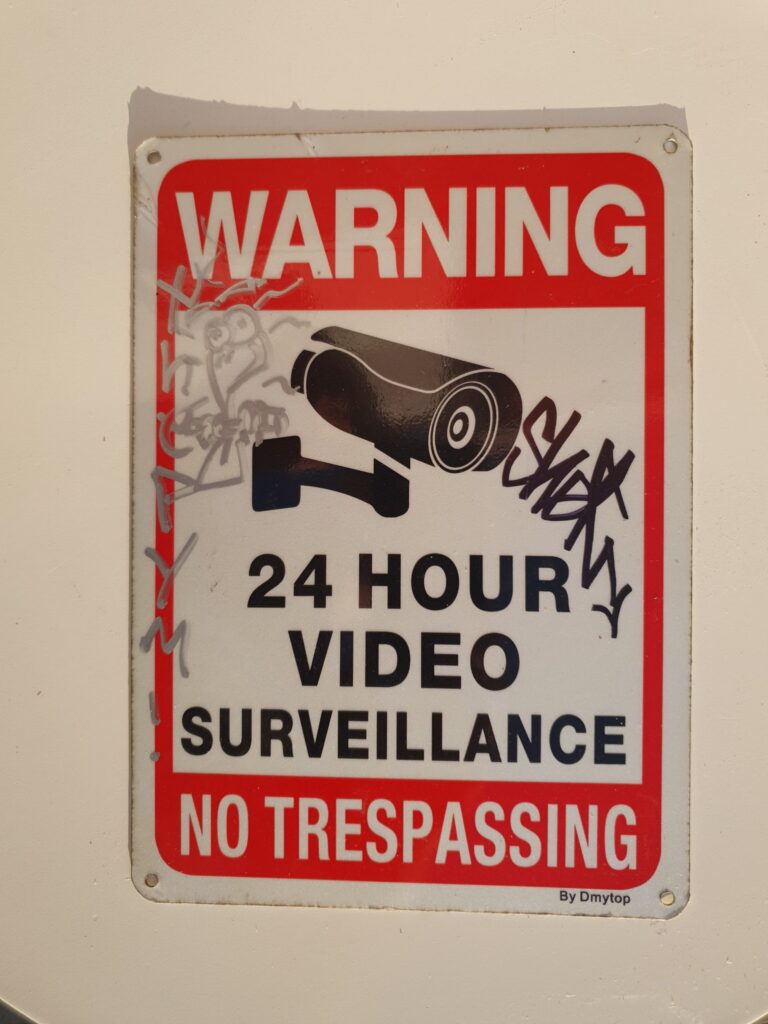 WARNING
24 HOUR
VIDEO
SURVEILLANCE
NO TRESPASSING
By Dmytop